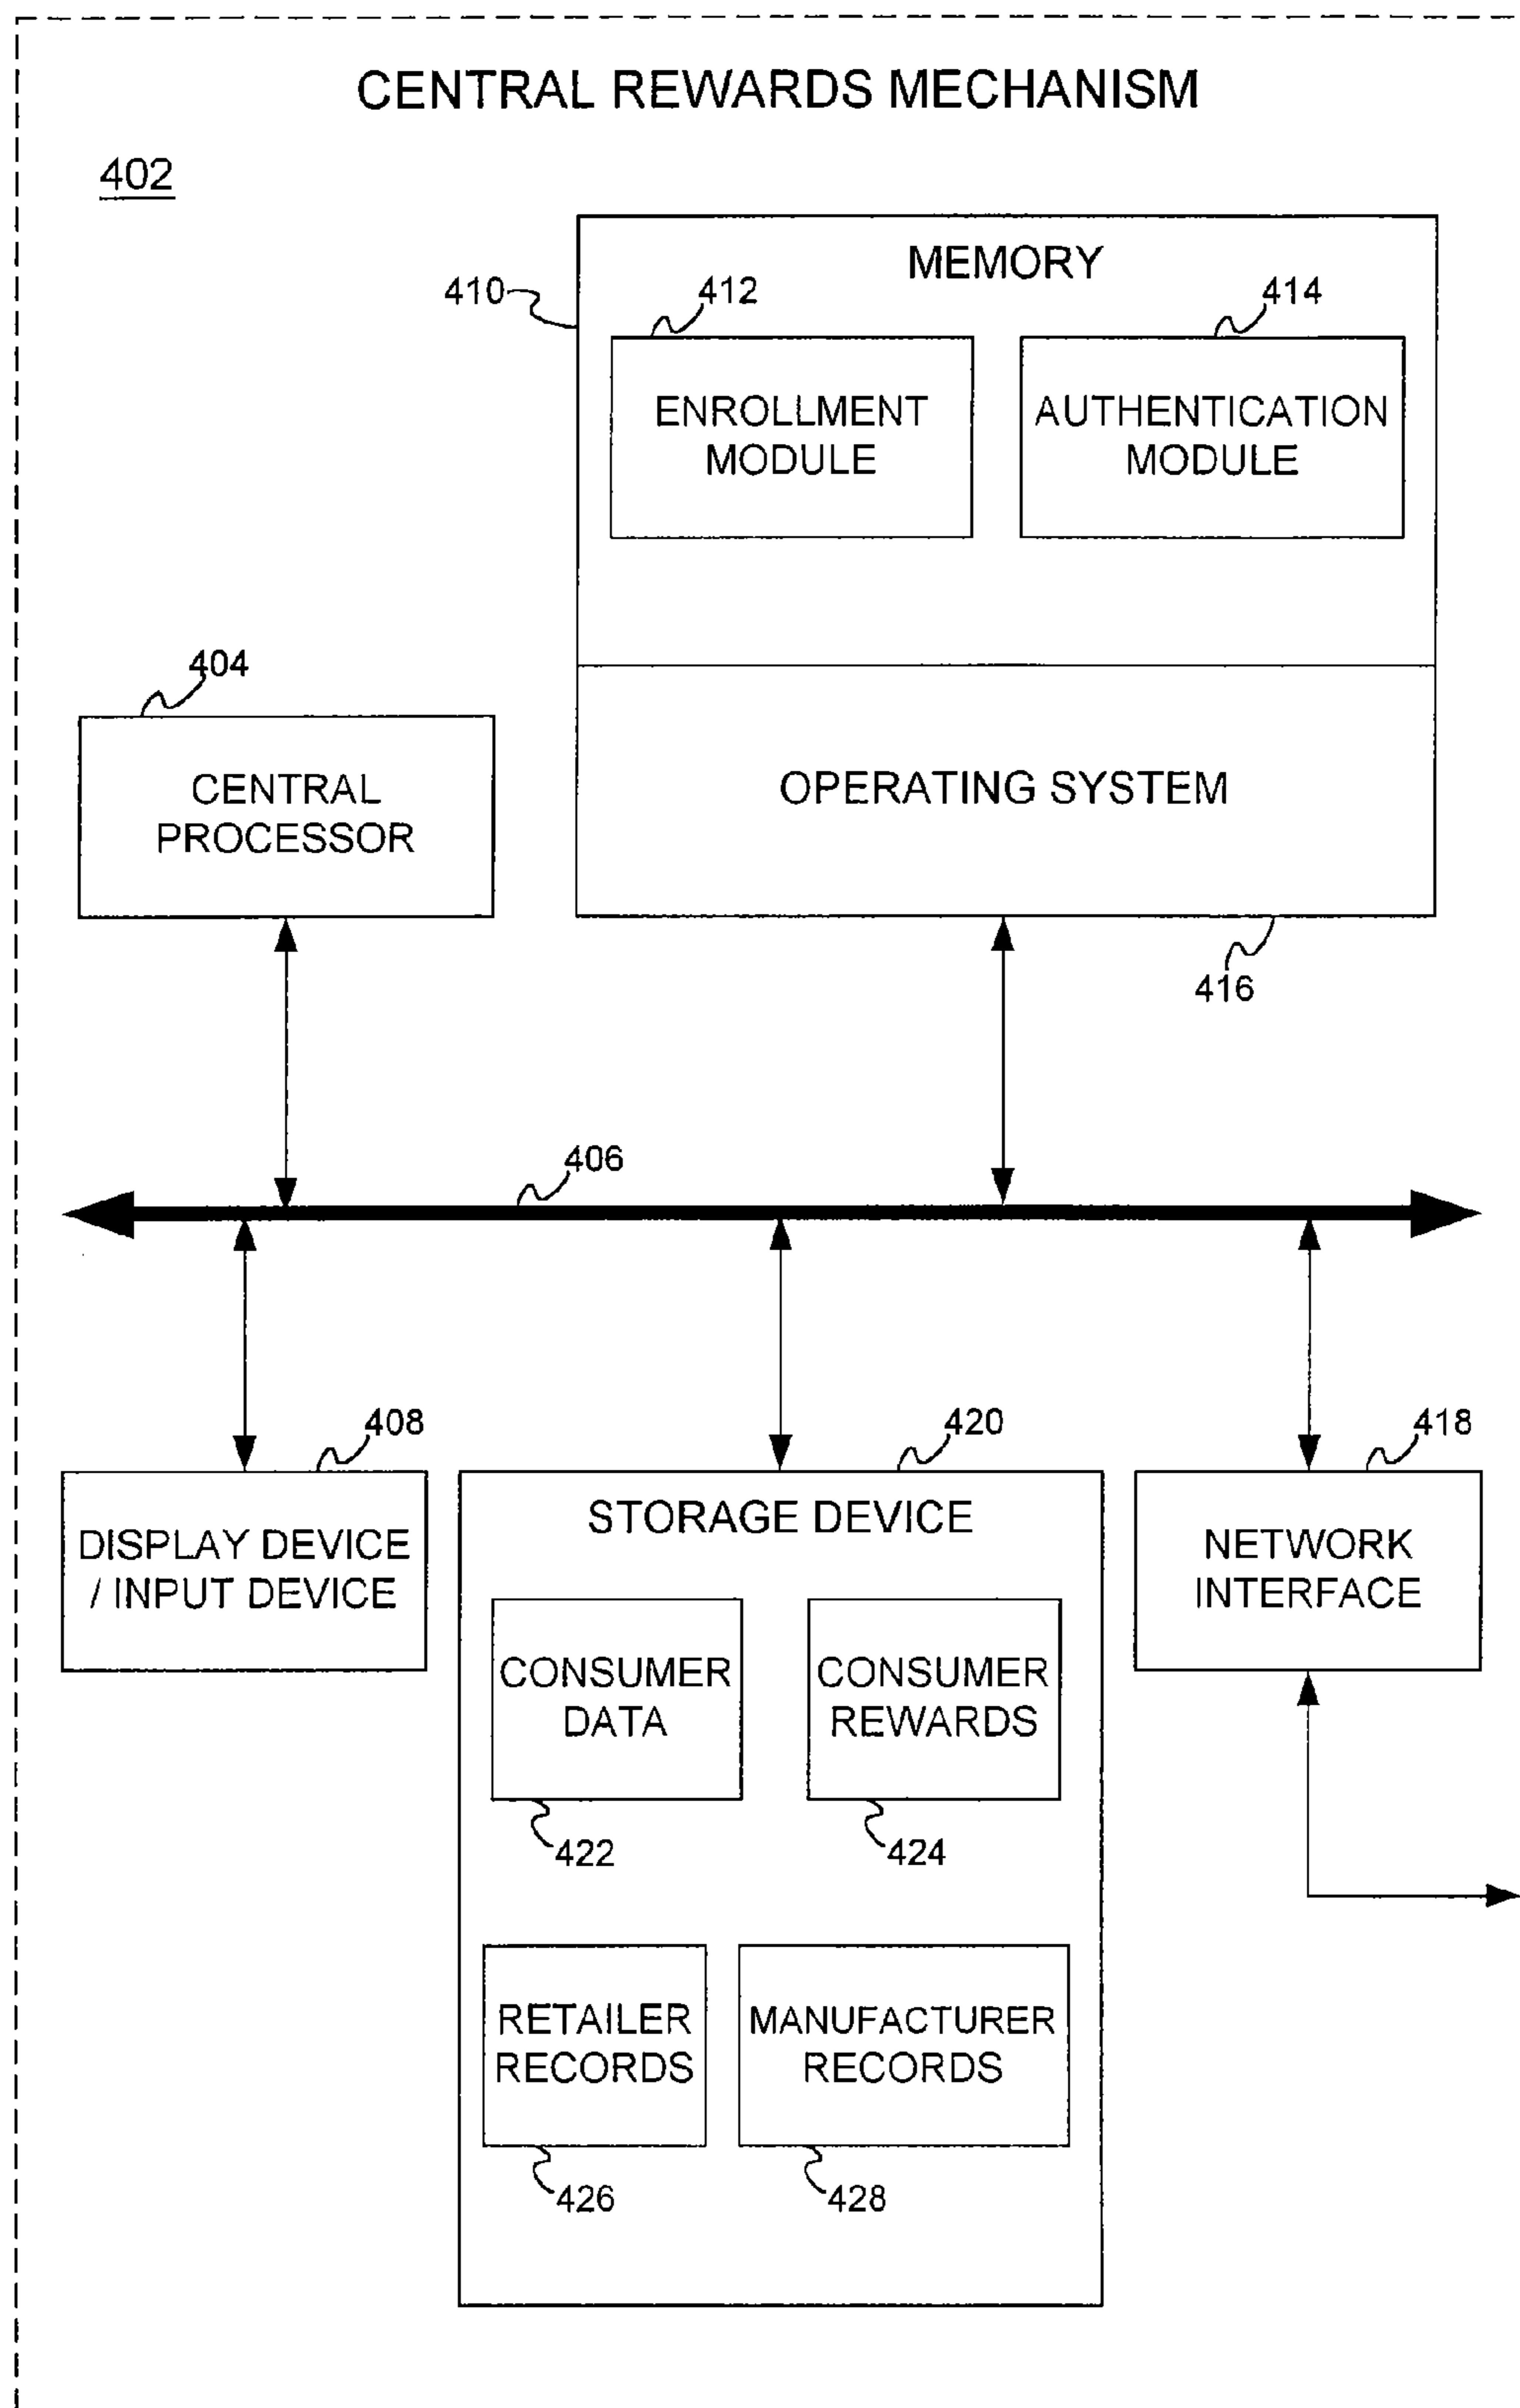 CENTRAL REWARDS MECHANISM
402
MEMORY
410
412
414
ENROLLMENT
MODULE
AUTHENTICATION
MODULE
404
CENTRAL
PROCESSOR
OPERATING SYSTEM
416
406
408
420
418
DISPLAY DEVICE
/ INPUT DEVICE
STORAGE DEVICE
NETWORK
INTERFACE
CONSUMER
DATA
CONSUMER
REWARDS
422
424
RETAILER
RECORDS
MANUFACTURER
RECORDS
426
428